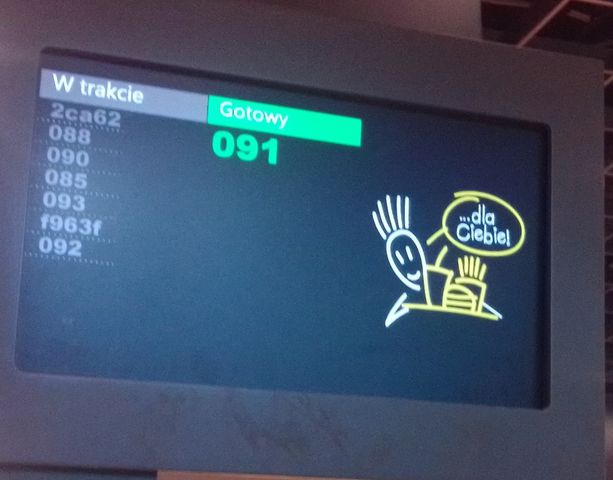 W trakcie
2ca62
088
090
085
093
f963f
092
Gotowy
091
...dla
Ciebie!